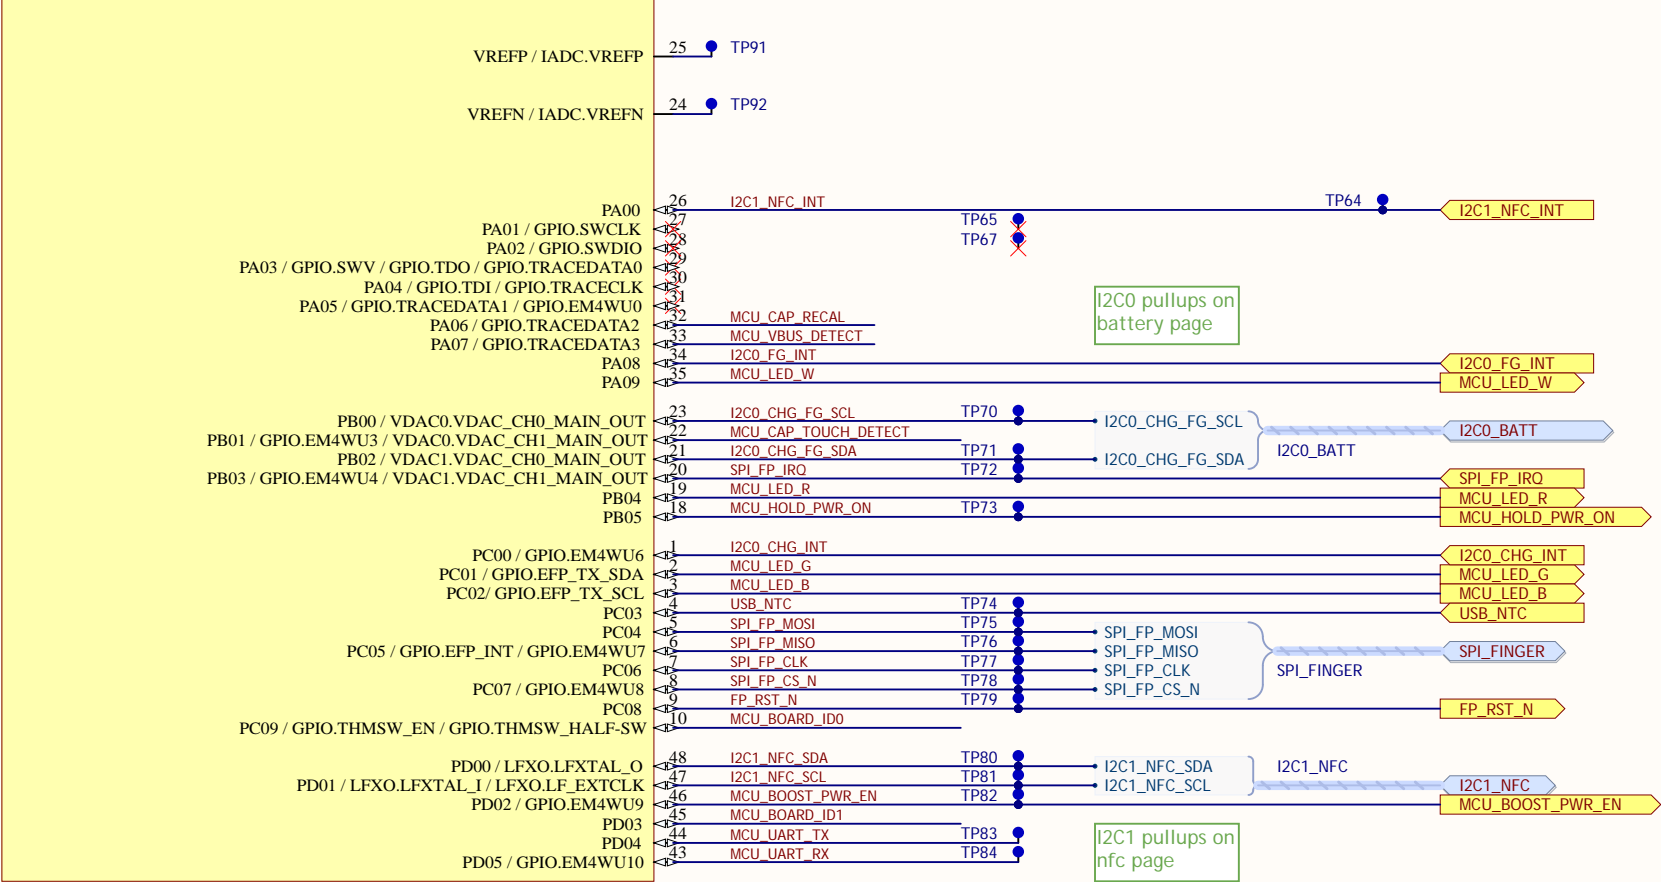 VREFP / IADC.VREFP 25 TP91
VREFN / IADC.VREFN 24 TP92
PA00 26 I2C1_NFC_INT TP64 I2C1_NFC_INT
PA01 / GPIO.SWCLK 27 TP65
PA02 / GPIO.SWDIO 28 TP67
PA03 / GPIO.SWV / GPIO.TDO / GPIO.TRACEDATA0 29
PA04 / GPIO.TDI / GPIO.TRACECLK 30
PA05 / GPIO.TRACEDATA1 / GPIO.EM4WU0 31
I2C0 pullups on
battery page
PA06 / GPIO.TRACEDATA2 32 MCU_CAP_RECAL
PA07 / GPIO.TRACEDATA3 33 MCU_VBUS_DETECT
PA08 34 I2C0_FG_INT I2C0_FG_INT
PA09 35 MCU_LED_W MCU_LED_W
PB00 / VDAC0.VDAC_CH0_MAIN_OUT 23 I2C0_CHG_FG_SCL TP70 I2C0_CHG_FG_SCL
I2C0_BATT
PB01 / GPIO.EM4WU3 / VDAC0.VDAC_CH1_MAIN_OUT 22 MCU_CAP_TOUCH_DETECT
I2C0_BATT
PB02 / VDAC1.VDAC_CH0_MAIN_OUT 21 I2C0_CHG_FG_SDA TP71 I2C0_CHG_FG_SDA
PB03 / GPIO.EM4WU4 / VDAC1.VDAC_CH1_MAIN_OUT 20 SPI_FP_IRQ TP72 SPI_FP_IRQ
PB04 19 MCU_LED_R MCU_LED_R
PB05 18 MCU_HOLD_PWR_ON TP73 MCU_HOLD_PWR_ON
PC00 / GPIO.EM4WU6 1 I2C0_CHG_INT I2C0_CHG_INT
PC01 / GPIO.EFP_TX_SDA 2 MCU_LED_G MCU_LED_G
PC02/ GPIO.EFP_TX_SCL 3 MCU_LED_B MCU_LED_B
PC03 4 USB_NTC TP74 USB_NTC
PC04 5 SPI_FP_MOSI TP75 SPI_FP_MOSI
PC05 / GPIO.EFP_INT / GPIO.EM4WU7 6 SPI_FP_MISO TP76 SPI_FP_MISO SPI_FINGER
PC06 7 SPI_FP_CLK TP77 SPI_FP_CLK SPI_FINGER
PC07 / GPIO.EM4WU8 8 SPI_FP_CS_N TP78 SPI_FP_CS_N
PC08 9 FP_RST_N TP79 FP_RST_N
PC09 / GPIO.THMSW_EN / GPIO.THMSW_HALF-SW 10 MCU_BOARD_ID0
PD00 / LFXO.LFXTAL_O 48 I2C1_NFC_SDA TP80 I2C1_NFC_SDA I2C1_NFC
PD01 / LFXO.LFXTAL_I / LFXO.LF_EXTCLK 47 I2C1_NFC_SCL TP81 I2C1_NFC_SCL I2C1_NFC
PD02 / GPIO.EM4WU9 46 MCU_BOOST_PWR_EN TP82 MCU_BOOST_PWR_EN
PD03 45 MCU_BOARD_ID1
PD04 44 MCU_UART_TX TP83
PD05 / GPIO.EM4WU10 43 MCU_UART_RX TP84
I2C1 pullups on
nfc page